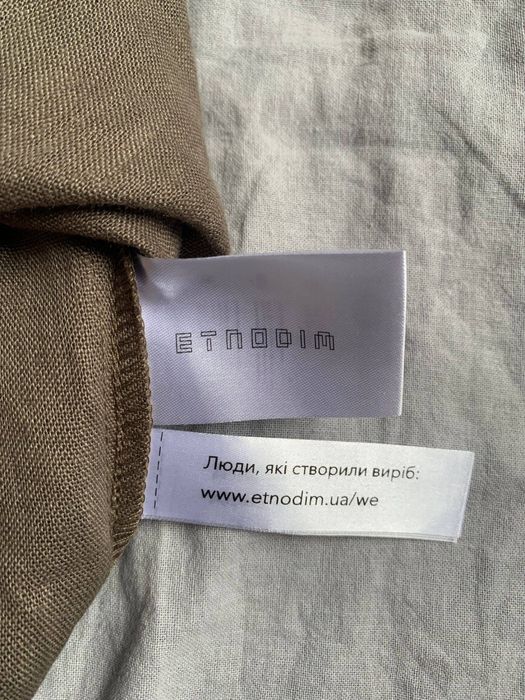 ETNODIM
Люди, які створили виріб:
www.etnodim.ua/we